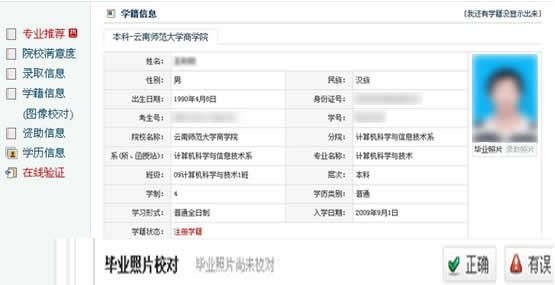 专业推荐
院校满意度
录取信息
学籍信息
(图像校对)
资助信息
学历信息
在线验证
学籍信息
[我还有学籍没显示出来]
本科-云南师范大学商学院
姓名:
性别: 男 民族: 汉族
出生日期: 1990年4月8日 身份证号:
考生号: 学号:
院校名称: 云南师范大学商学院 分院: 计算机科学与信息技术系
系(所、函授站): 计算机科学与信息技术系 专业名称: 计算机科学与技术
班级: 09计算机科学与技术1班 层次: 本科
学制: 4 学历类别: 普通
学习形式: 普通全日制 入学日期: 2009年9月1日
学籍状态: 注册学籍
毕业照片 录取照片
毕业照片校对 毕业照片尚未校对 正确 有误